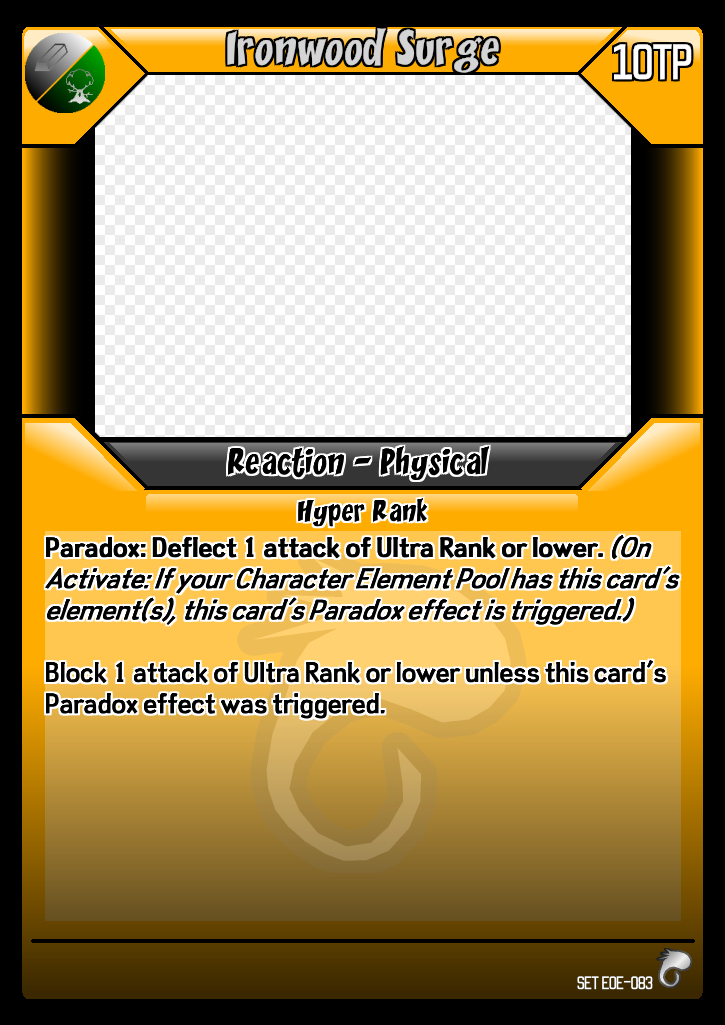 Ironwood Surge
10TP
Reaction - Physical
Hyper Rank
Paradox: Deflect 1 attack of Ultra Rank or lower. (On
Activate: If your Character Element Pool has this card's
element(s), this card's Paradox effect is triggered.)
Block 1 attack of Ultra Rank or lower unless this card's
Paradox effect was triggered.
SET EOE-083